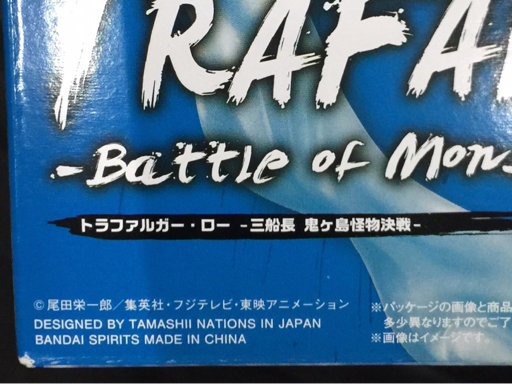 TRAFA
-Battle of Mons
トラファルガー・ロー -三船長 鬼ヶ島怪物決戦-
©尾田栄一郎／集英社・フジテレビ・東映アニメーション
DESIGNED BY TAMASHII NATIONS IN JAPAN
BANDAI SPIRITS MADE IN CHINA
※パッケージの画像と商品
多少異なりますのでご了
※画像はイメージです。